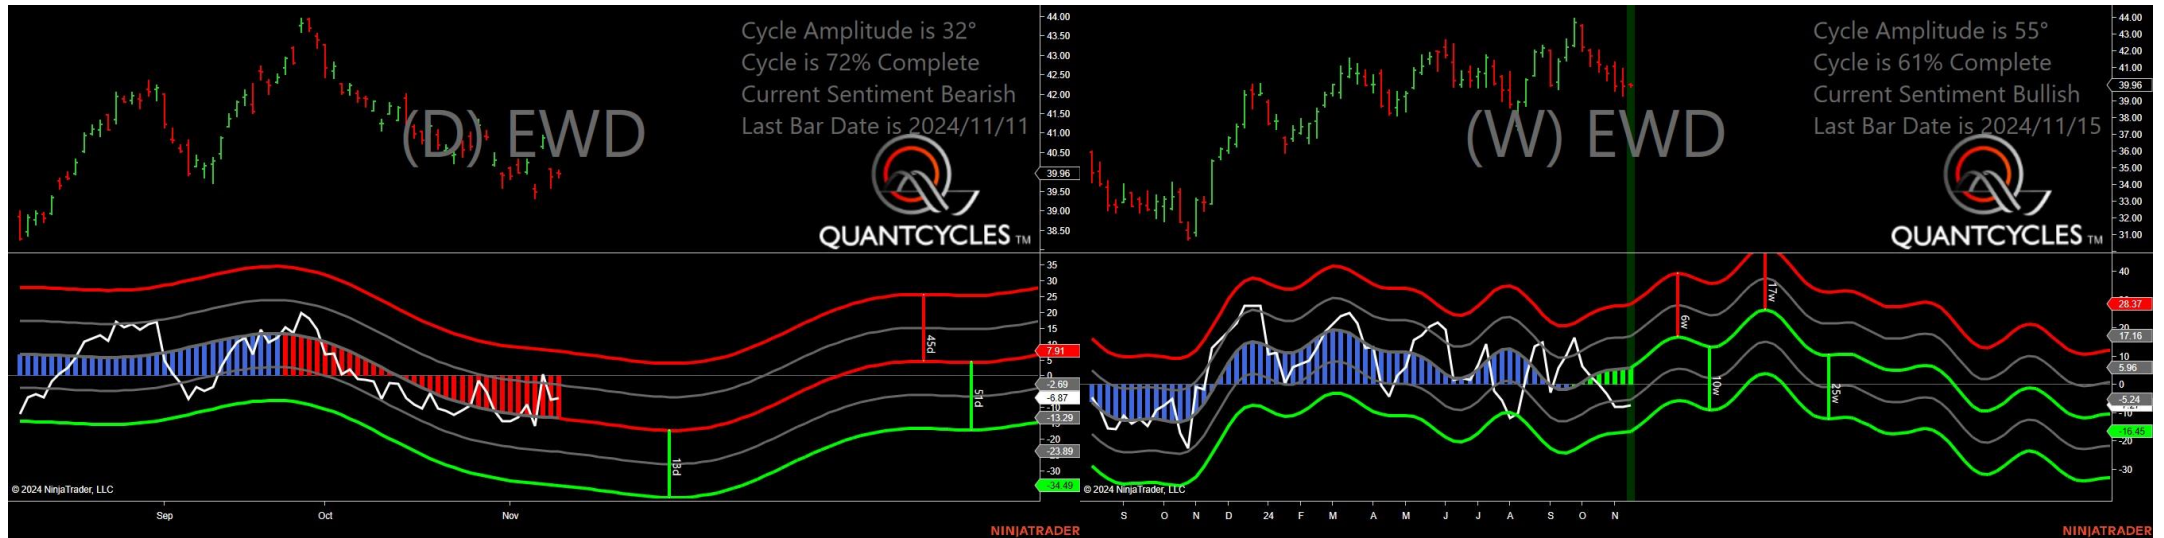 Cycle Amplitude is 32°
Cycle is 72% Complete
Current Sentiment Bearish
Last Bar Date is 2024/11/11
(D) EWD
QUANTCYCLES TM
44.00
43.50
43.00
42.50
42.00
41.50
41.00
40.50
39.96
39.50
39.00
38.50
35
30
25
20
15
10
7.91
5
0
-2.69
-6.87
-10
-13.29
-20
-23.89
-30
-34.49
45d
51d
13d
© 2024 NinjaTrader, LLC
Sep
Oct
Nov
NINJATRADER
Cycle Amplitude is 55°
Cycle is 61% Complete
Current Sentiment Bullish
Last Bar Date is 2024/11/15
(W) EWD
QUANTCYCLES TM
44.00
43.00
42.00
41.00
39.96
39.00
38.00
37.00
36.00
35.00
34.00
33.00
32.00
31.00
40
28.37
20
17.16
10
5.96
0
-5.24
-10
-16.45
-20
-30
6w
17w
10w
25w
© 2024 NinjaTrader, LLC
S
O
N
D
24
F
M
A
M
J
J
A
S
O
N
NINJATRADER